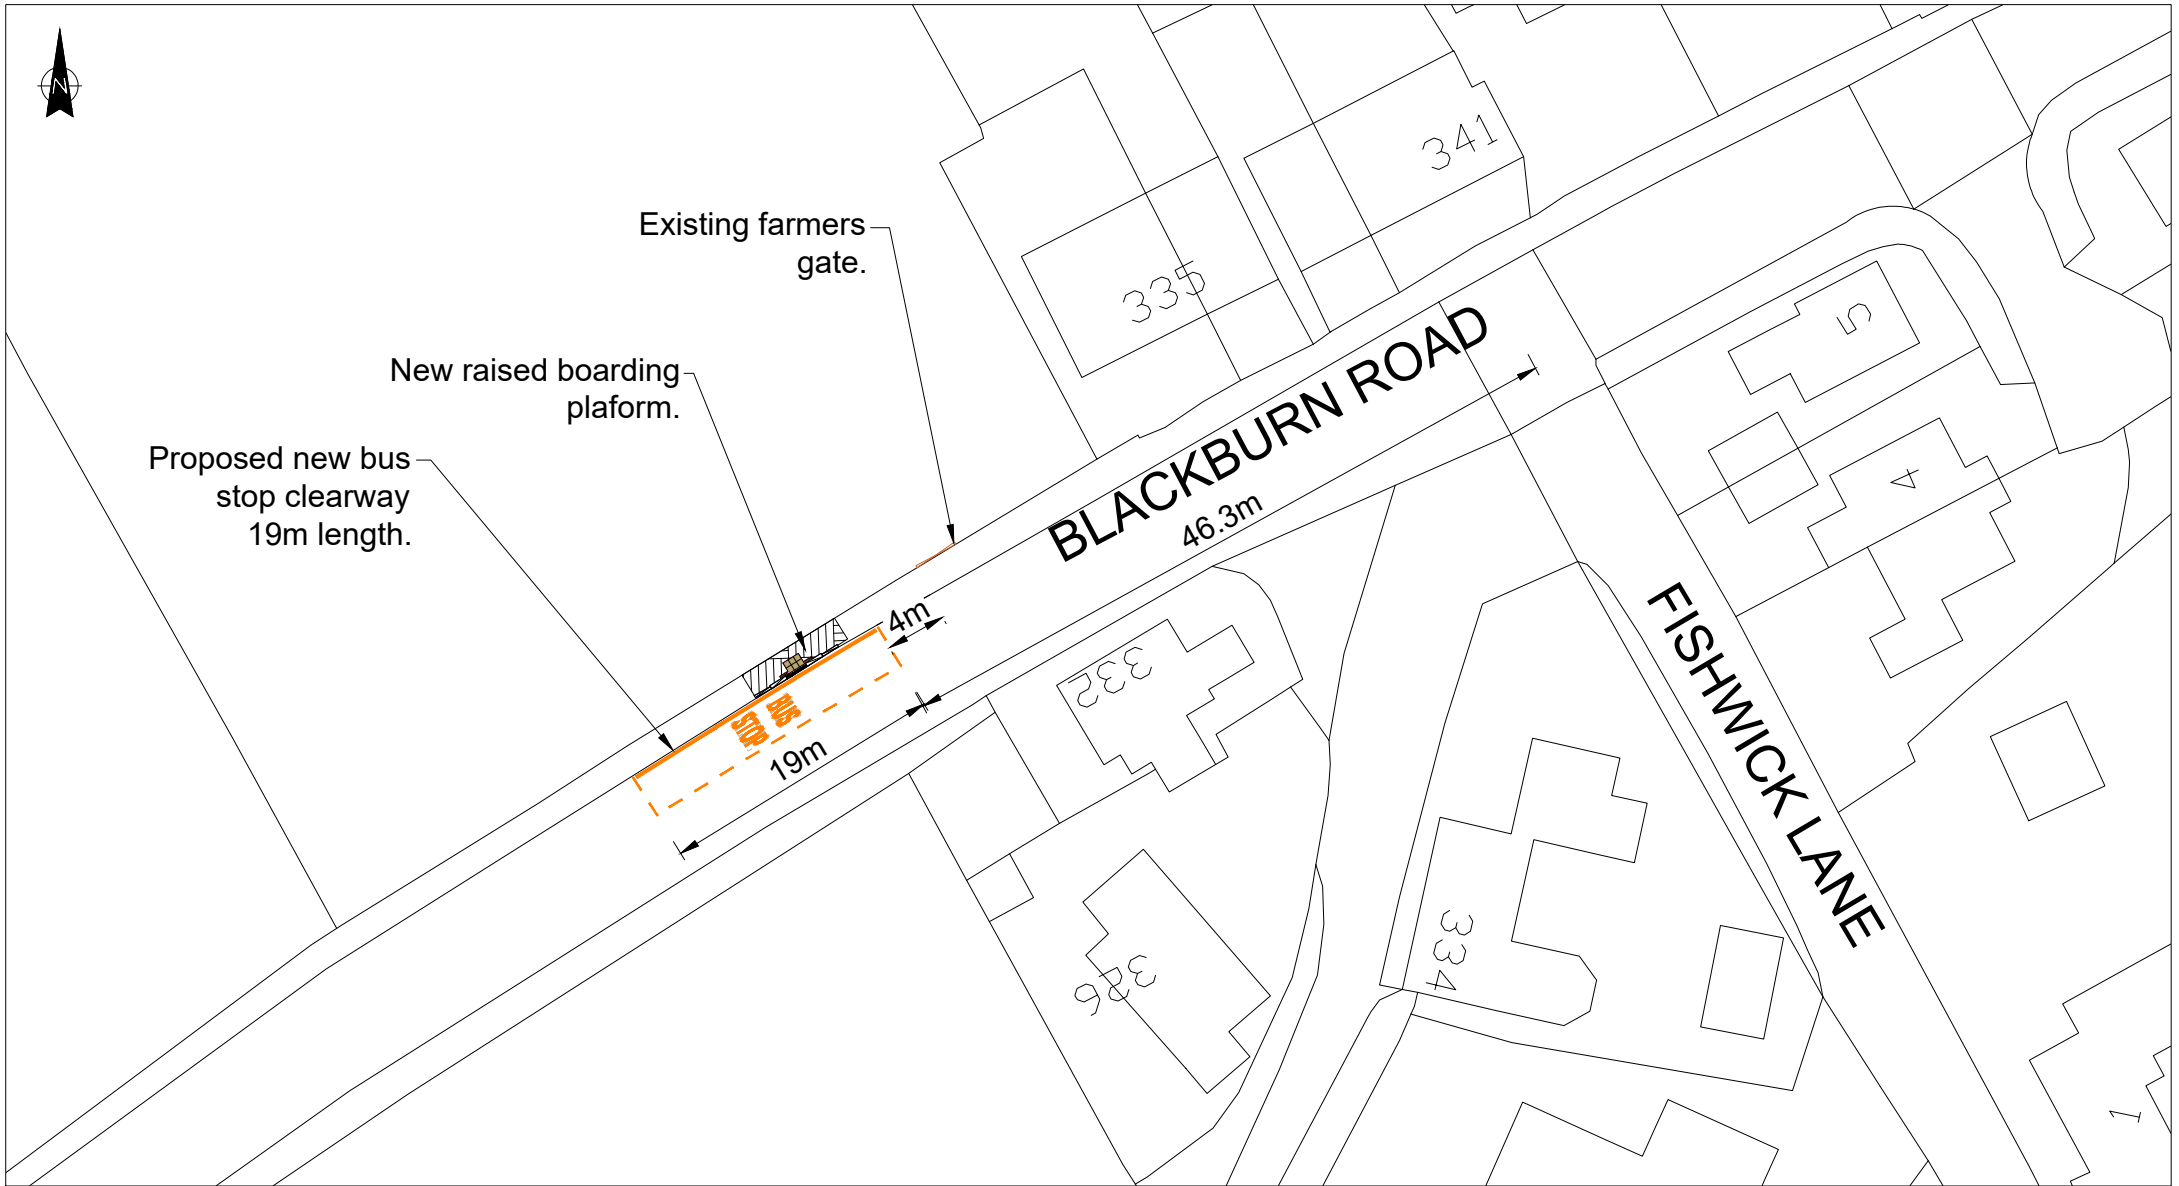 N
341
Existing farmers
gate.
335
5
New raised boarding
plaform.
BLACKBURN ROAD
46.3m
4
Proposed new bus
stop clearway
19m length.
4m
FISHWICK LANE
332
BUS
STOP
19m
334
326
1